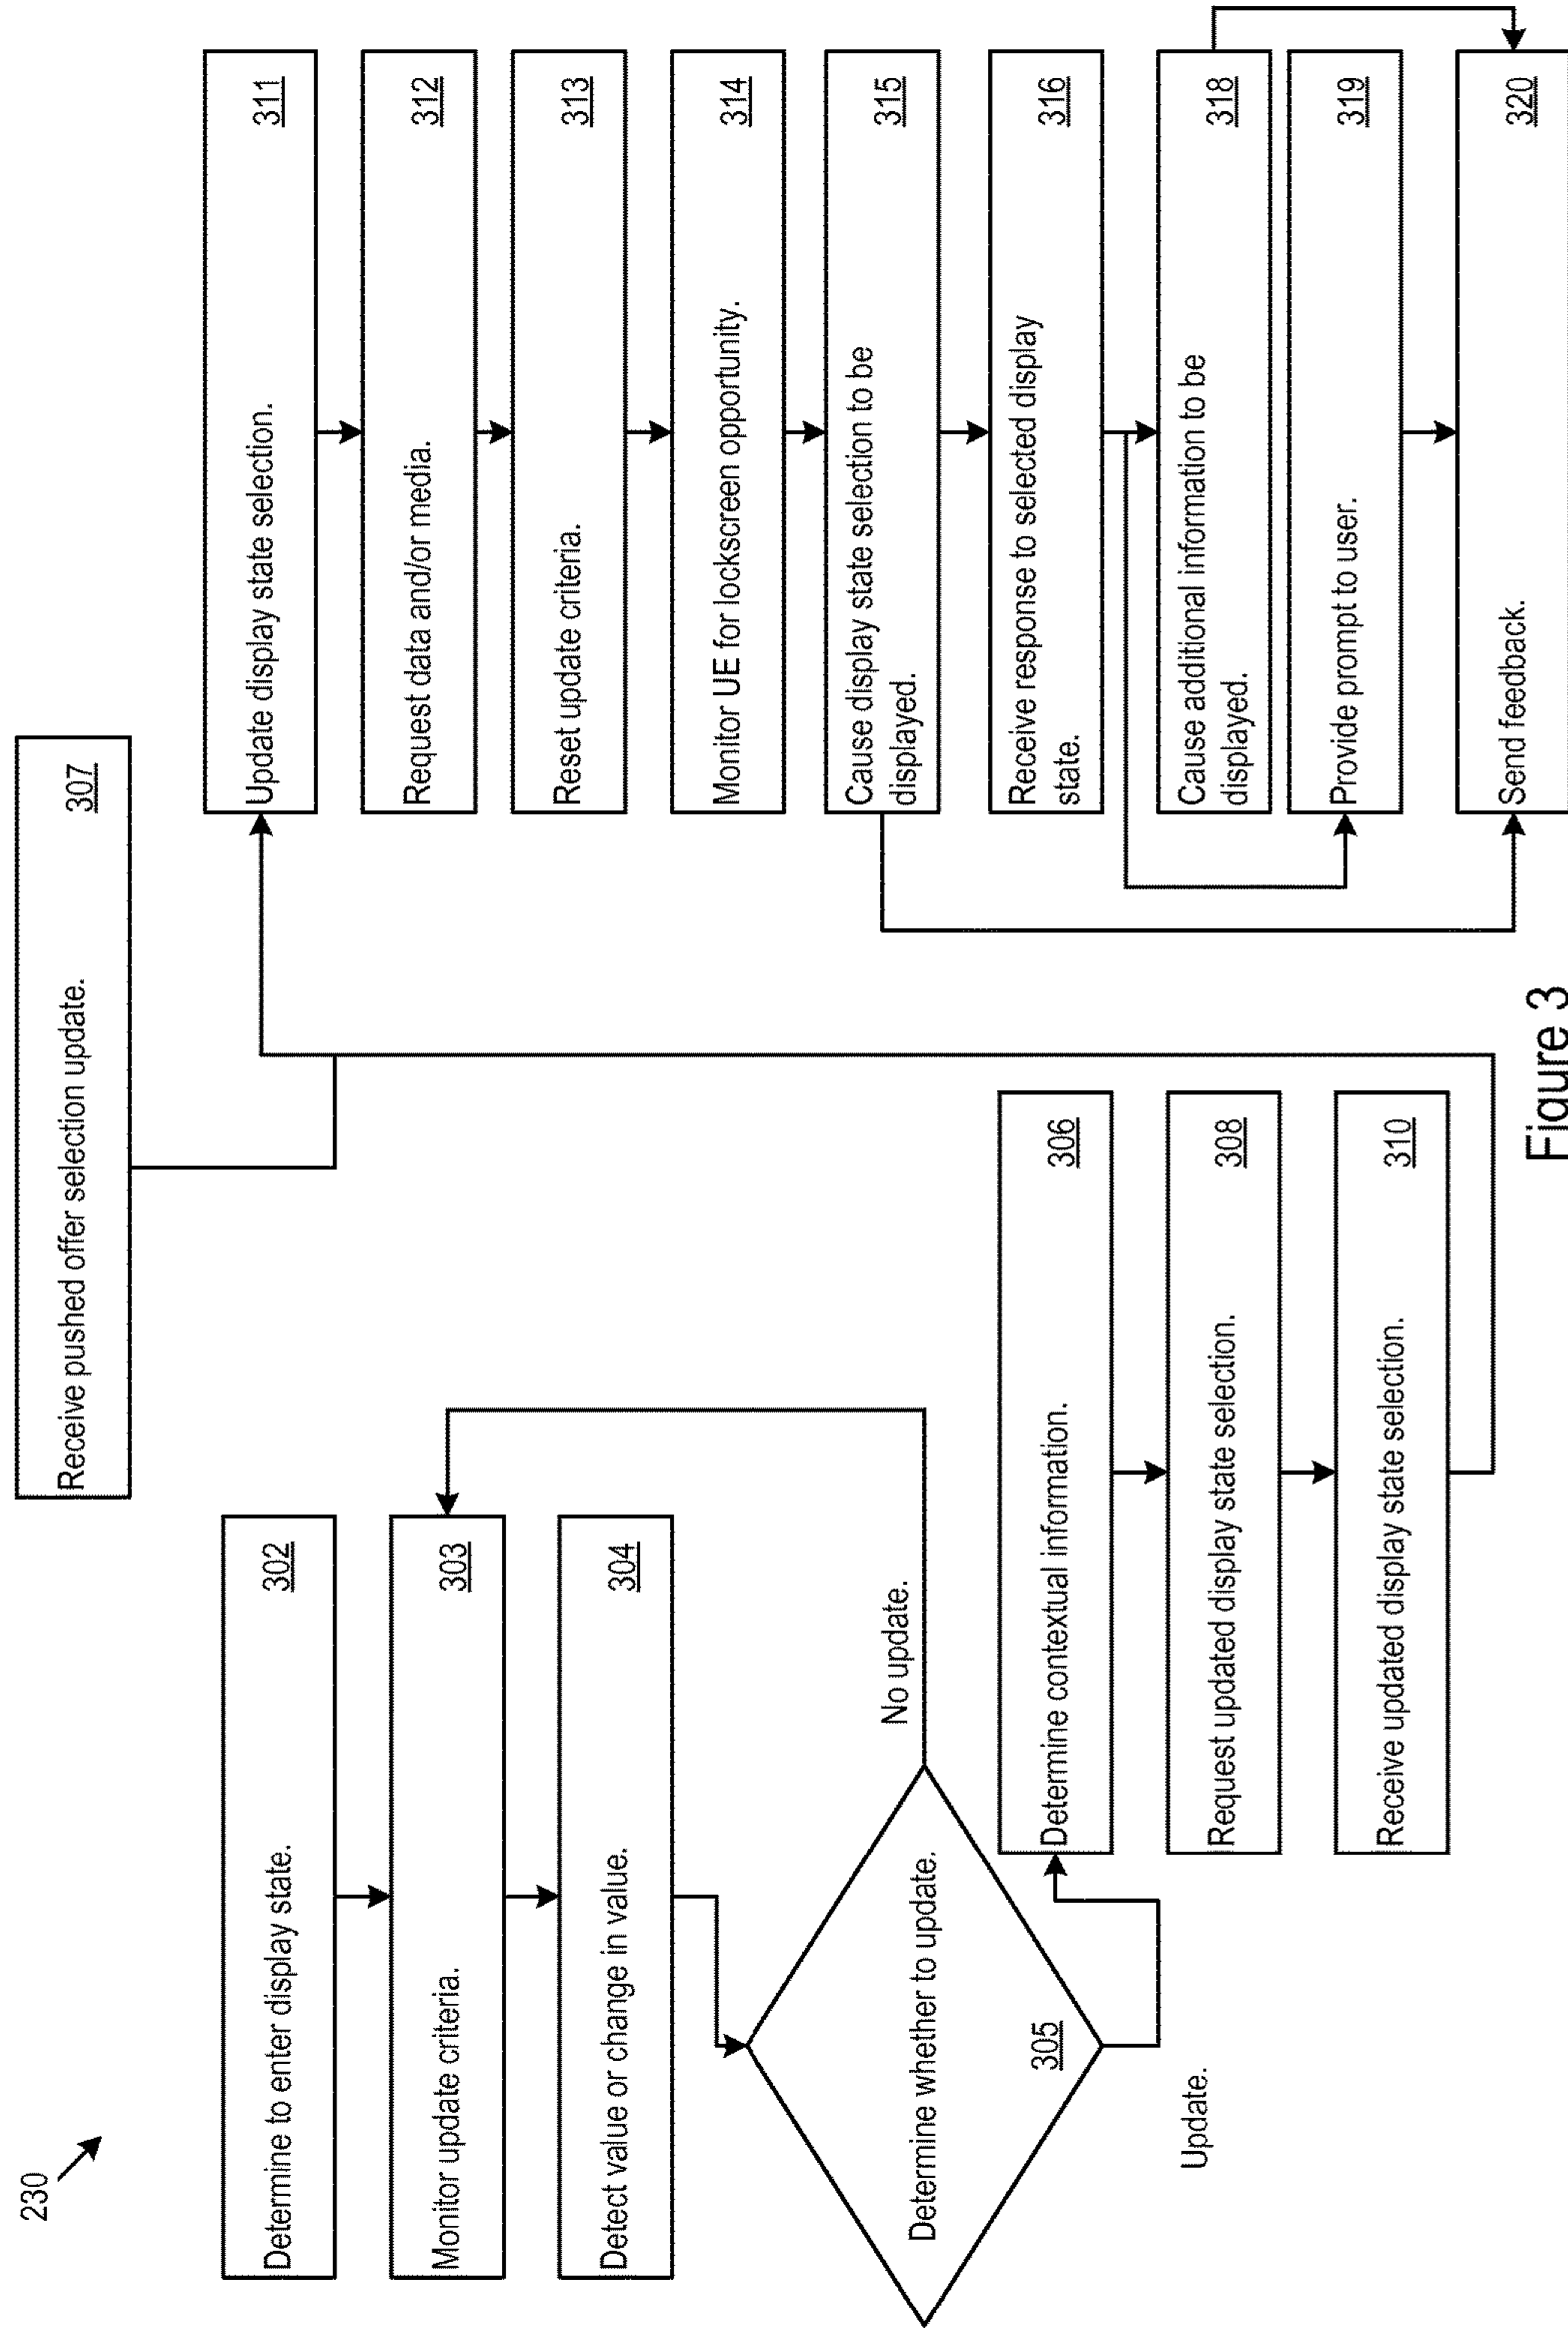 230
Receive pushed offer selection update.
307
Determine to enter display state.
302
Monitor update criteria.
303
Detect value or change in value.
304
Determine whether to update.
305
No update.
Update.
Determine contextual information.
306
Request updated display state selection.
308
Receive updated display state selection.
310
Update display state selection.
311
Request data and/or media.
312
Reset update criteria.
313
Monitor UE for lockscreen opportunity.
314
Cause display state selection to be
displayed.
315
Receive response to selected display
state.
316
Cause additional information to be
displayed.
318
Provide prompt to user.
319
Send feedback.
320
Figure 3